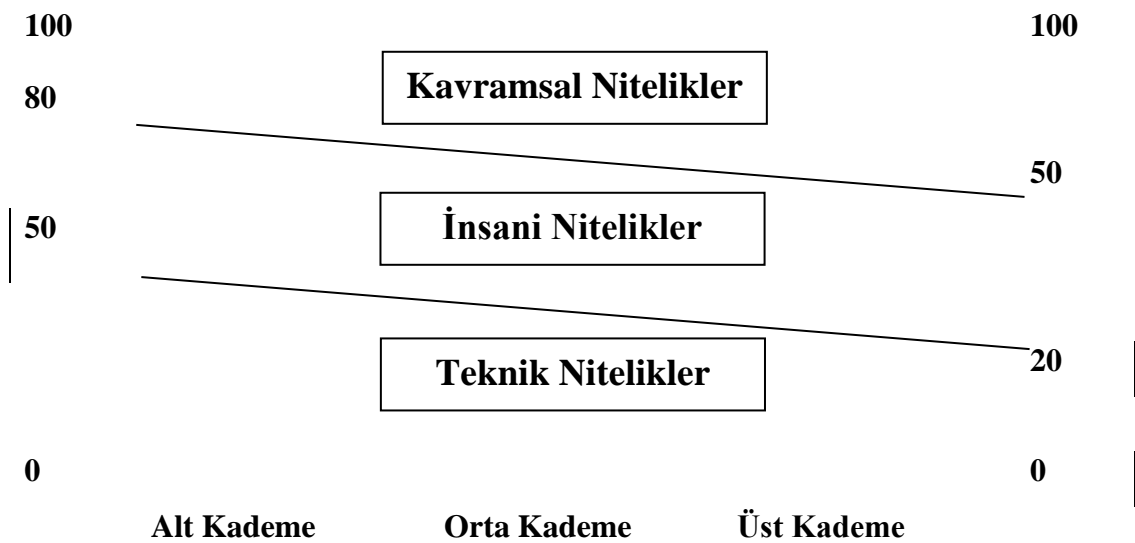 100 100
Kavramsal Nitelikler
80
50
İnsani Nitelikler
50
20
Teknik Nitelikler
0 0
Alt Kademe Orta Kademe Üst Kademe